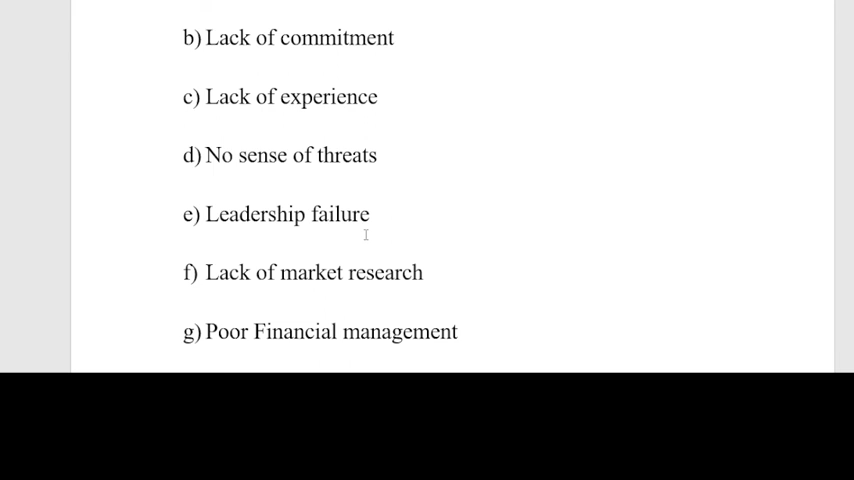 b) Lack of commitment
c) Lack of experience
d) No sense of threats
e) Leadership failure
f) Lack of market research
g) Poor Financial management